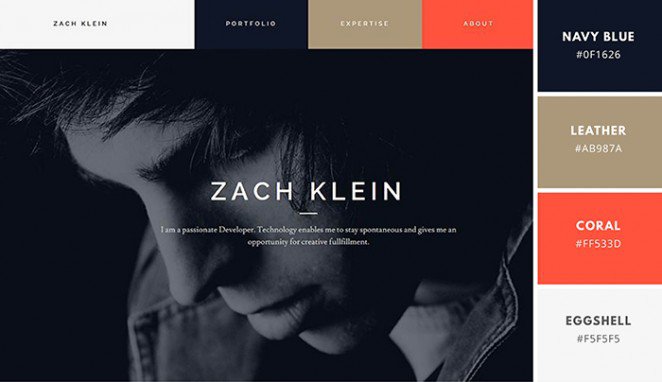 ZACH KLEIN
PORTFOLIO
EXPERTISE
ABOUT
ZACH KLEIN
I am a passionate Developer. Technology enables me to stay spontaneous and gives me an
opportunity for creative fullfillment.
NAVY BLUE
#0F1626
LEATHER
#AB987A
CORAL
#FF533D
EGGSHELL
#F5F5F5